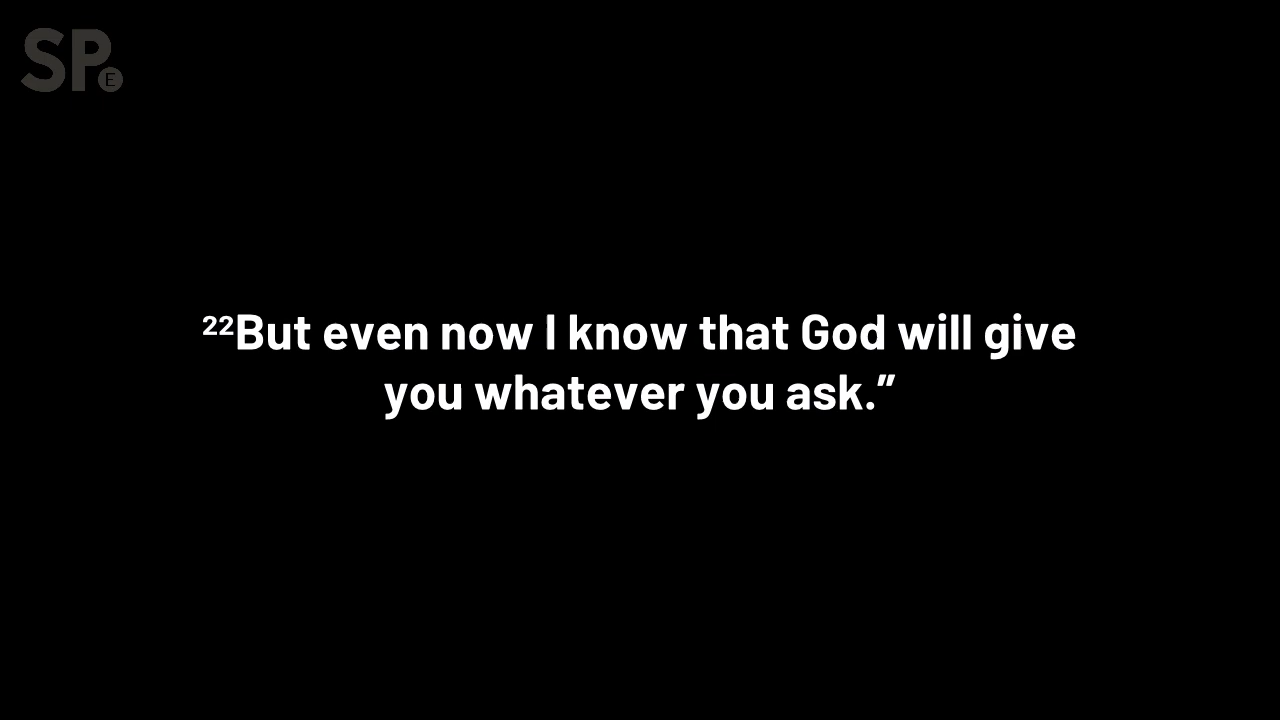 SP
E
²²But even now I know that God will give
you whatever you ask.”